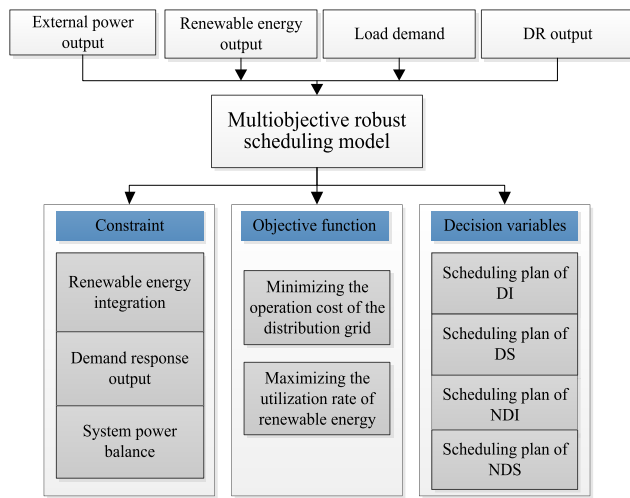 External power
output
Renewable energy
output
Load demand
DR output
Multiobjective robust
scheduling model
Constraint
Renewable energy
integration
Demand response
output
System power
balance
Objective function
Minimizing the
operation cost of the
distribution grid
Maximizing the
utilization rate of
renewable energy
Decision variables
Scheduling plan of
DI
Scheduling plan of
DS
Scheduling plan of
NDI
Scheduling plan of
NDS